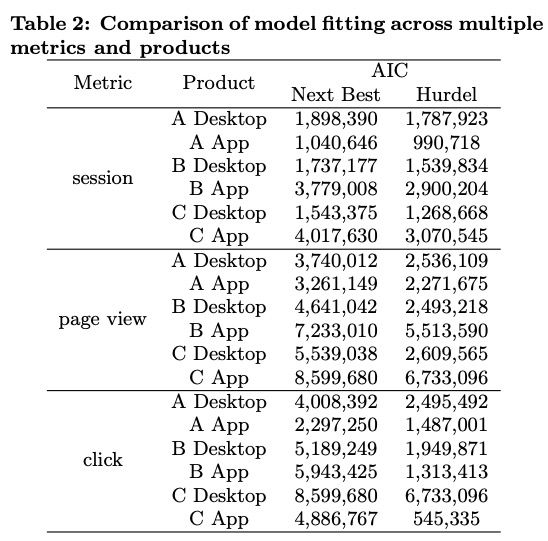 Table 2: Comparison of model fitting across multiple
metrics and products
Metric Product AIC
Next Best Hurdel
session
A Desktop 1,898,390 1,787,923
A App 1,040,646 990,718
B Desktop 1,737,177 1,539,834
B App 3,779,008 2,900,204
C Desktop 1,543,375 1,268,668
C App 4,017,630 3,070,545
page view
A Desktop 3,740,012 2,536,109
A App 3,261,149 2,271,675
B Desktop 4,641,042 2,493,218
B App 7,233,010 5,513,590
C Desktop 5,539,038 2,609,565
C App 8,599,680 6,733,096
click
A Desktop 4,008,392 2,495,492
A App 2,297,250 1,487,001
B Desktop 5,189,249 1,949,871
B App 5,943,425 1,313,413
C Desktop 8,599,680 6,733,096
C App 4,886,767 545,335